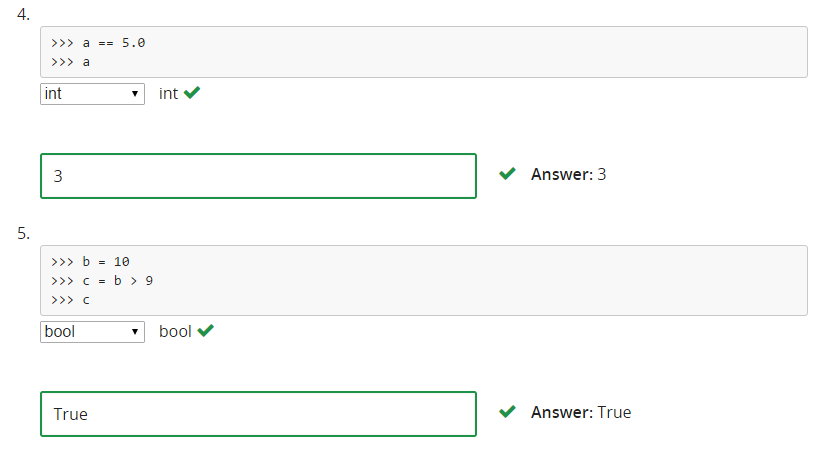 4.
>>> a == 5.0
>>> a
int ▼ int ✔
3 ✔ Answer: 3
5.
>>> b = 10
>>> c = b > 9
>>> c
bool ▼ bool ✔
True ✔ Answer: True